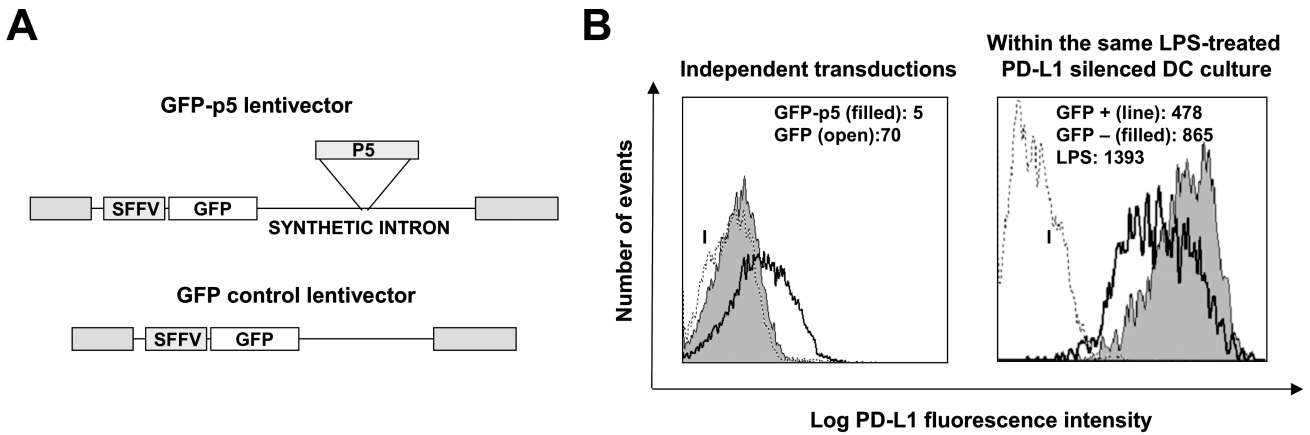 A
GFP-p5 lentivector
P5
SFFV
GFP
SYNTHETIC INTRON
GFP control lentivector
SFFV
GFP
B
Independent transductions
GFP-p5 (filled): 5
GFP (open):70
I
Within the same LPS-treated
PD-L1 silenced DC culture
GFP + (line): 478
GFP – (filled): 865
LPS: 1393
I
Number of events
Log PD-L1 fluorescence intensity